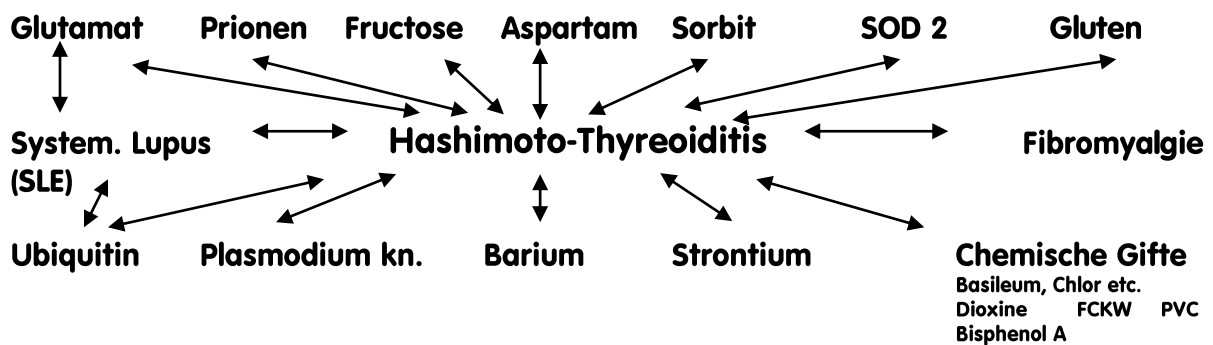 Glutamat Prionen Fructose Aspartam Sorbit SOD 2 Gluten
System. Lupus Hashimoto-Thyreoiditis Fibromyalgie
(SLE)
Ubiquitin Plasmodium kn. Barium Strontium Chemische Gifte
Basileum, Chlor etc.
Dioxine FCKW PVC
Bisphenol A